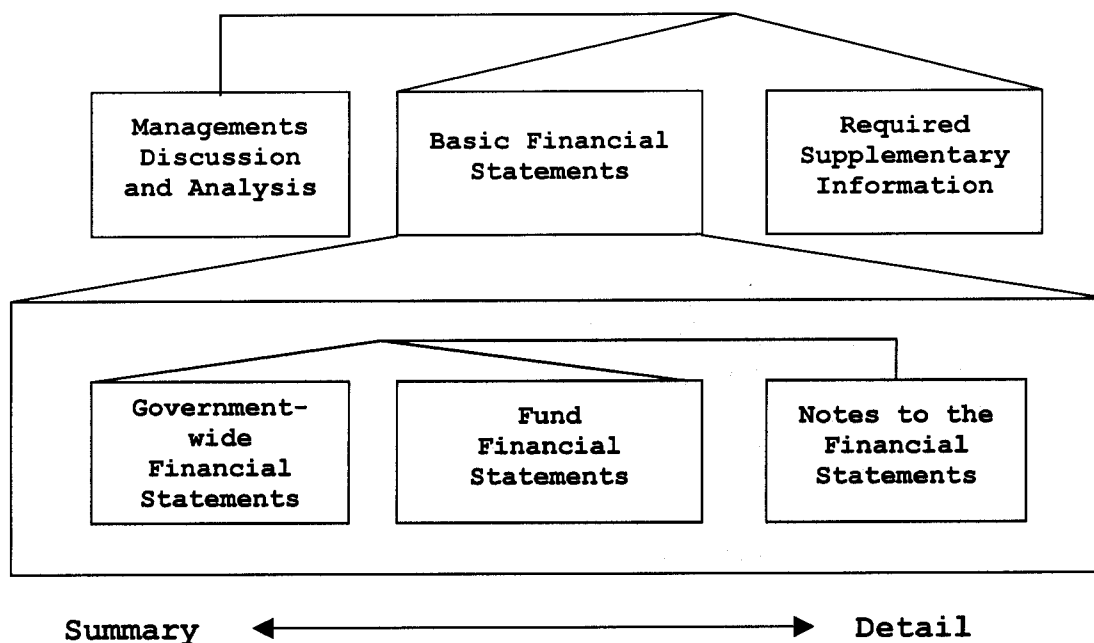 Managements
Discussion
and Analysis
Basic Financial
Statements
Required
Supplementary
Information
Government-
wide
Financial
Statements
Fund
Financial
Statements
Notes to the
Financial
Statements
Summary
Detail